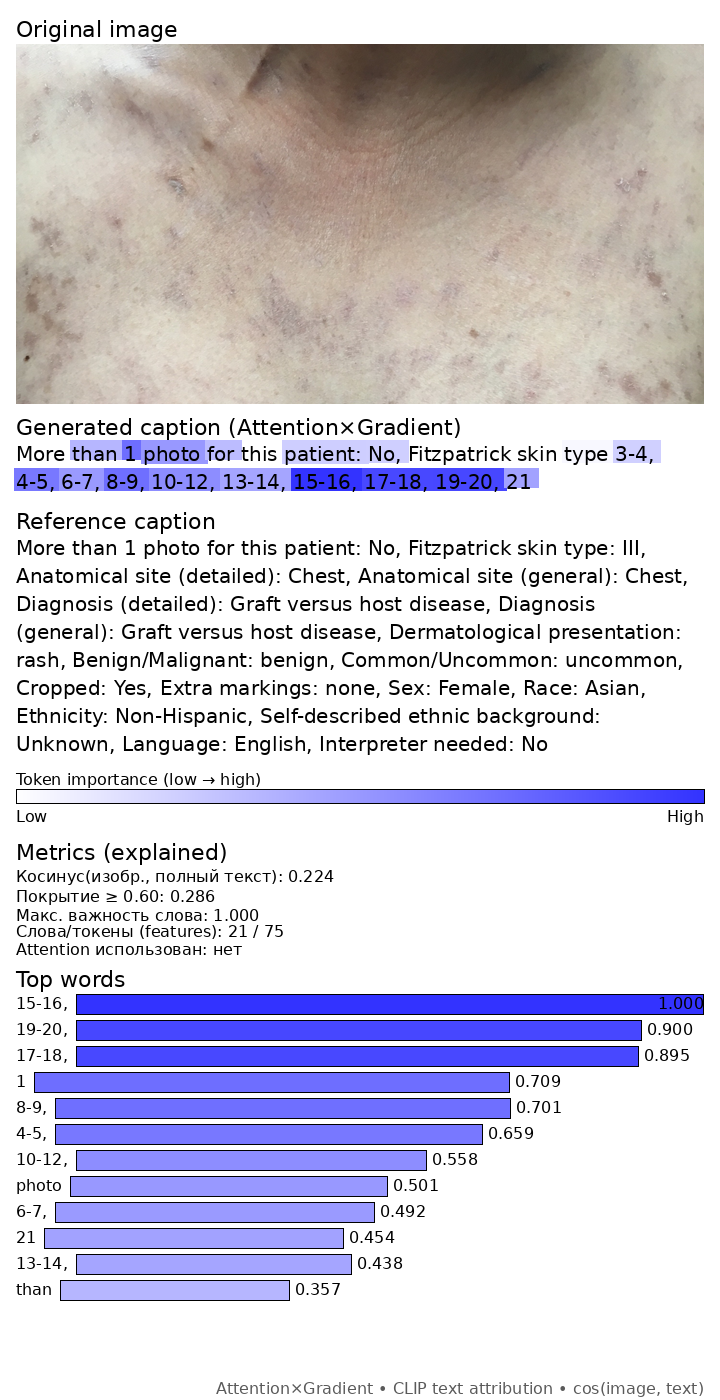 Original image
Generated caption (Attention×Gradient)
More than 1 photo for this patient: No, Fitzpatrick skin type 3-4,
4-5, 6-7, 8-9, 10-12, 13-14, 15-16, 17-18, 19-20, 21
Reference caption
More than 1 photo for this patient: No, Fitzpatrick skin type: III,
Anatomical site (detailed): Chest, Anatomical site (general): Chest,
Diagnosis (detailed): Graft versus host disease, Diagnosis
(general): Graft versus host disease, Dermatological presentation:
rash, Benign/Malignant: benign, Common/Uncommon: uncommon,
Cropped: Yes, Extra markings: none, Sex: Female, Race: Asian,
Ethnicity: Non-Hispanic, Self-described ethnic background:
Unknown, Language: English, Interpreter needed: No
Token importance (low → high)
Low High
Metrics (explained)
Косинус(изобр., полный текст): 0.224
Покрытие ≥ 0.60: 0.286
Макс. важность слова: 1.000
Слова/токены (features): 21 / 75
Attention использован: нет
Top words
15-16, 1.000
19-20, 0.900
17-18, 0.895
1 0.709
8-9, 0.701
4-5, 0.659
10-12, 0.558
photo 0.501
6-7, 0.492
21 0.454
13-14, 0.438
than 0.357
Attention×Gradient • CLIP text attribution • cos(image, text)